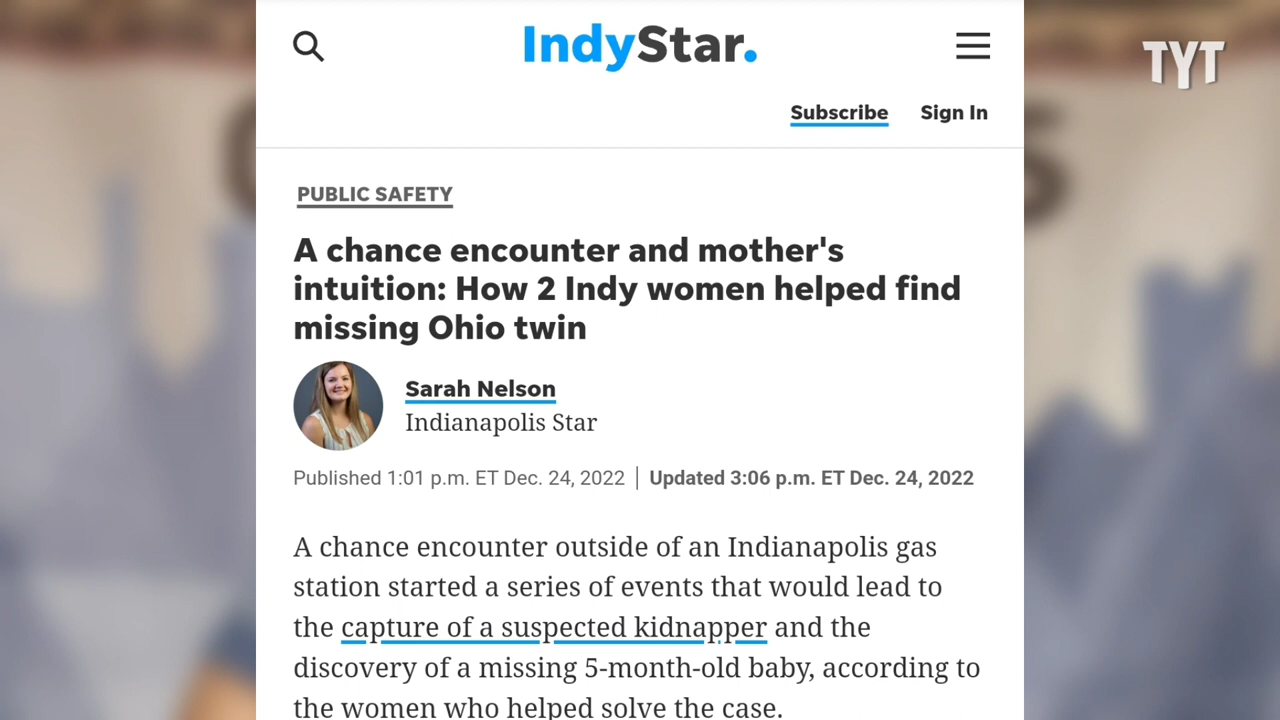 IndyStar.
TYT
Subscribe Sign In
PUBLIC SAFETY
A chance encounter and mother's
intuition: How 2 Indy women helped find
missing Ohio twin
Sarah Nelson
Indianapolis Star
Published 1:01 p.m. ET Dec. 24, 2022 | Updated 3:06 p.m. ET Dec. 24, 2022
A chance encounter outside of an Indianapolis gas
station started a series of events that would lead to
the capture of a suspected kidnapper and the
discovery of a missing 5-month-old baby, according to
the women who helped solve the case.